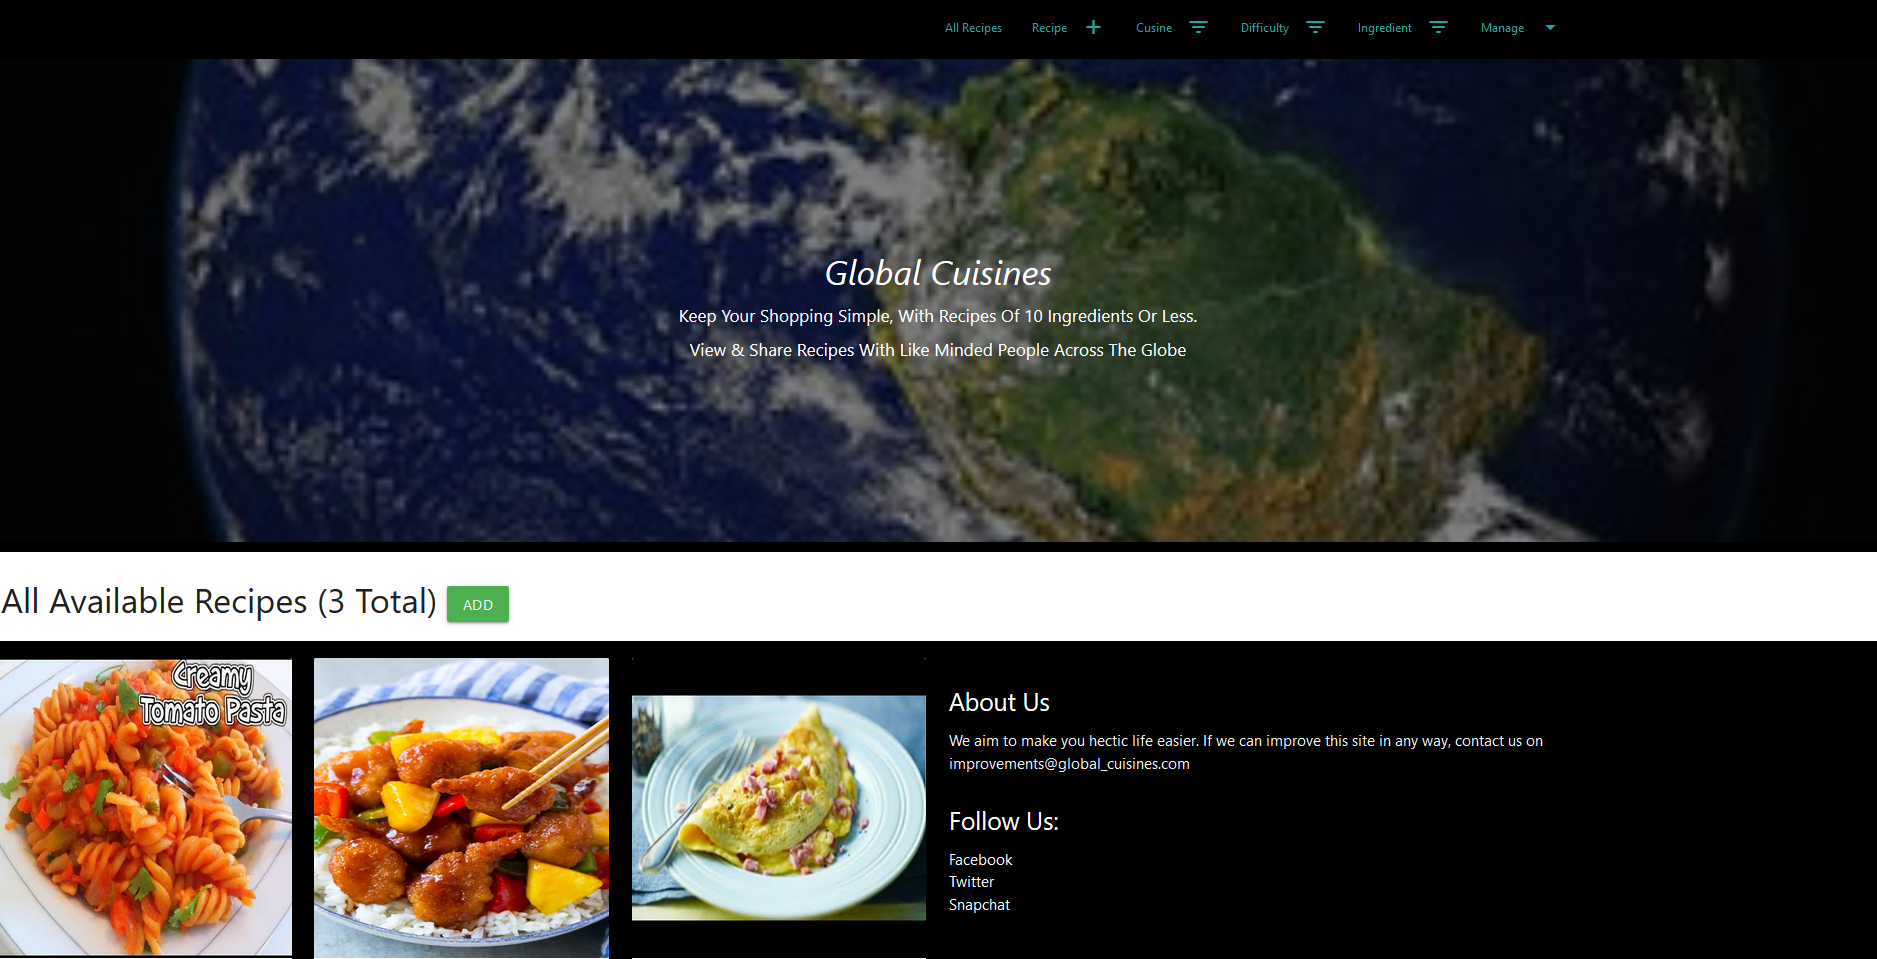 All Recipes Recipe Cusine Difficulty Ingredient Manage
Global Cuisines
Keep Your Shopping Simple, With Recipes Of 10 Ingredients Or Less.
View & Share Recipes With Like Minded People Across The Globe
All Available Recipes (3 Total) ADD
Creamy
Tomato Pasta
About Us
We aim to make you hectic life easier. If we can improve this site in any way, contact us on
improvements@global_cuisines.com
Follow Us:
Facebook
Twitter
Snapchat